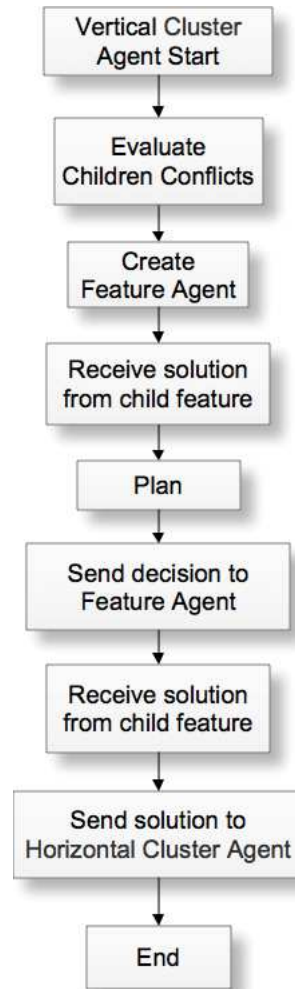 Vertical Cluster
Agent Start
Evaluate
Children Conflicts
Create
Feature Agent
Receive solution
from child feature
Plan
Send decision to
Feature Agent
Receive solution
from child feature
Send solution to
Horizontal Cluster Agent
End